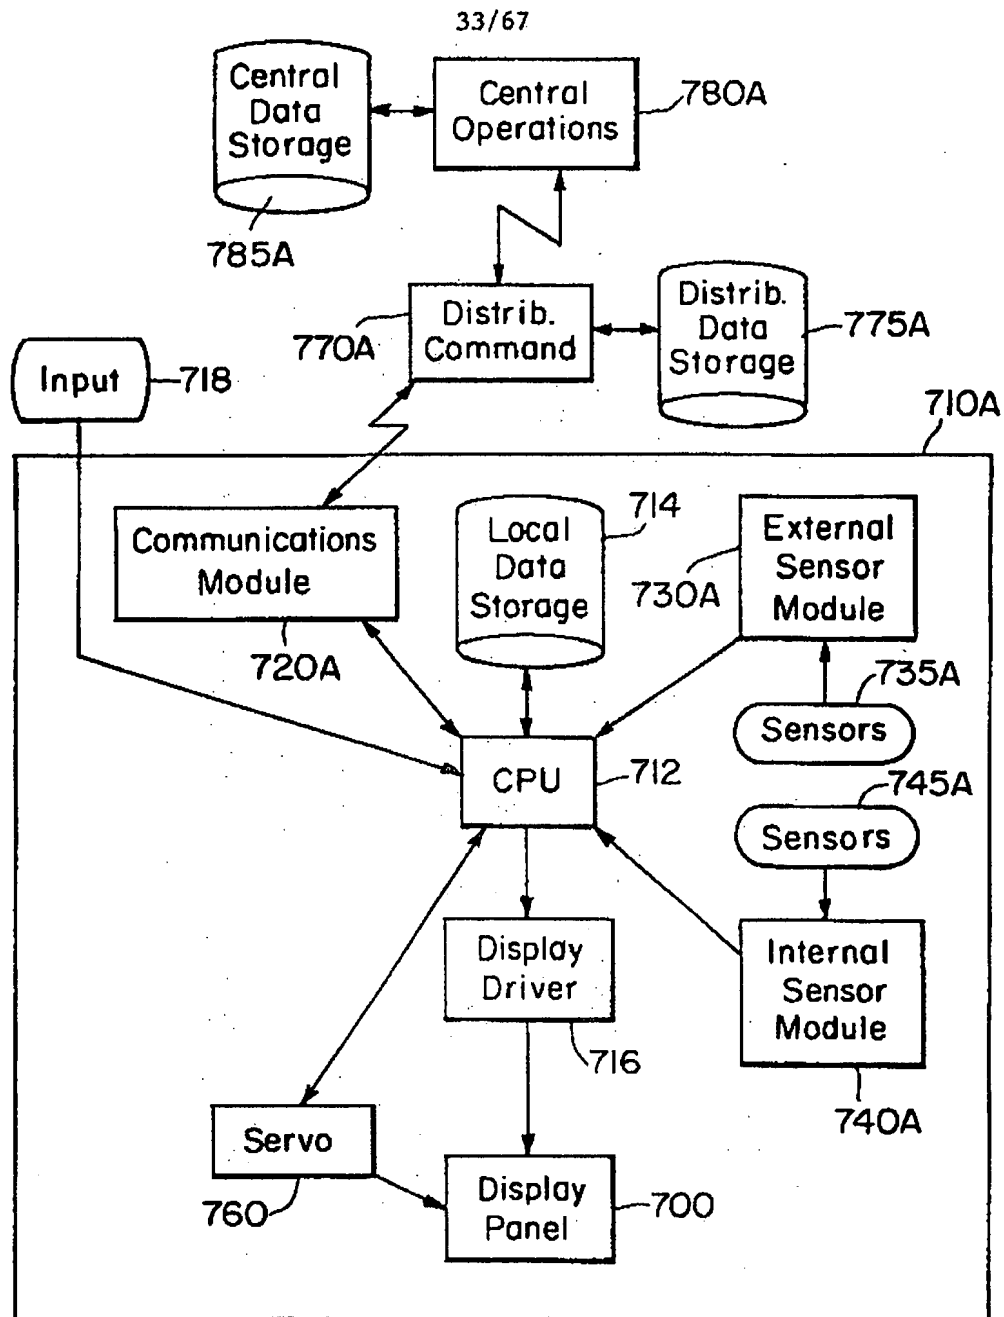 33/67
Central
Data
Storage
785A
Central
Operations
780A
Distrib.
Command
770A
Distrib.
Data
Storage
775A
Input
718
710A
Communications
Module
720A
Local
Data
Storage
714
External
Sensor
Module
730A
Sensors
735A
CPU
712
Sensors
745A
Display
Driver
716
Internal
Sensor
Module
740A
Servo
760
Display
Panel
700